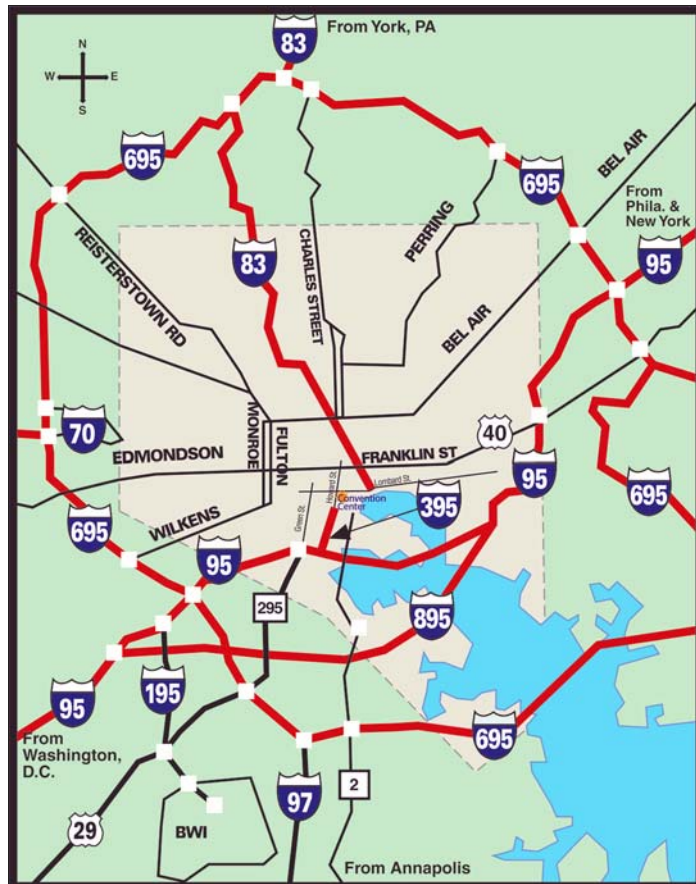 From York, PA
83
N
W
E
S
695
BEL AIR
695
From
Phila. &
New York
95
REISTERSTOWN RD
83
CHARLES STREET
PERRING
BEL AIR
70
EDMONDSON
MONROE
FULTON
FRANKLIN ST
40
95
Howard St.
Lombard St.
Convention
Center
395
Green St.
695
695
WILKENS
95
295
895
95
195
695
From
Washington,
D.C.
97
2
29
BWI
From Annapolis